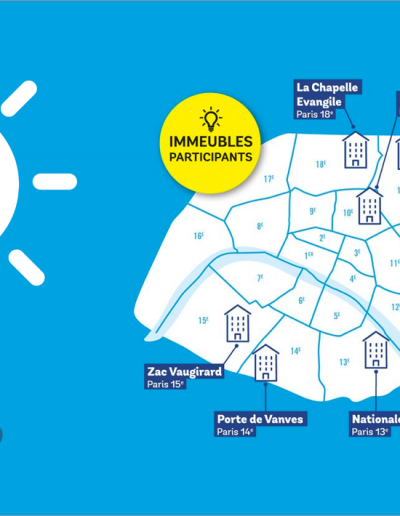 La Chapelle
Evangile
Paris 18e
IMMEUBLES
PARTICIPANTS
18E
17E
9E
10E
8E
16E
2E
1ER
3E
11E
7E
4E
6E
5E
12E
15E
14E
13E
Zac Vaugirard
Paris 15e
Porte de Vanves
Paris 14e
Nationale
Paris 13e